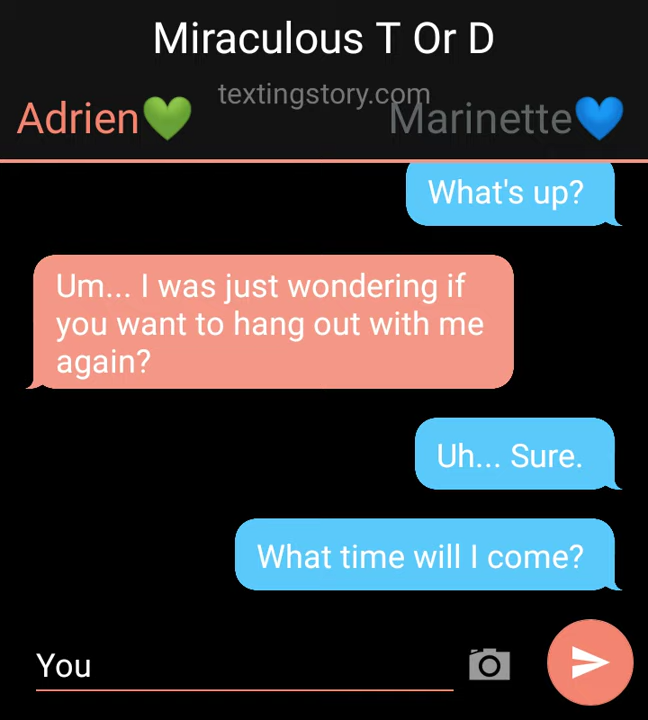 Miraculous T Or D
textingstory.com
Adrien💚 Marinette💙
What's up?
Um... I was just wondering if
you want to hang out with me
again?
Uh... Sure.
What time will I come?
You